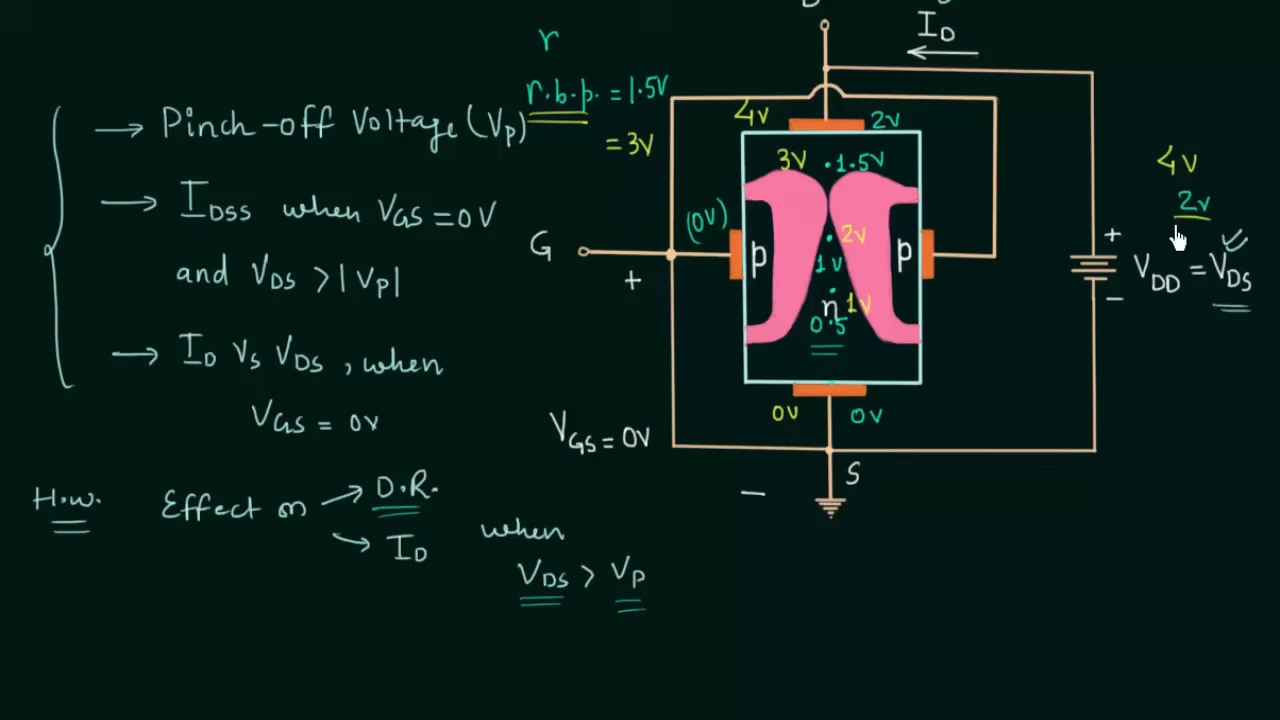 → Pinch-off Voltage (VP)
→ IDSS when VGS = 0V
and VDS > |VP|
→ ID Vs VDS, when
VGS = 0V
H.W. Effect on → D.R.
→ ID
when
VDS > VP
r
r.b.p. = 1.5V
= 3V
ID
4V
2V
3V
1.5V
(0V)
G
+
p
p
2V
1V
n
1V
0.5
0V
0V
VGS = 0V
S
−
4V
2V
+
VDD = VDS
−